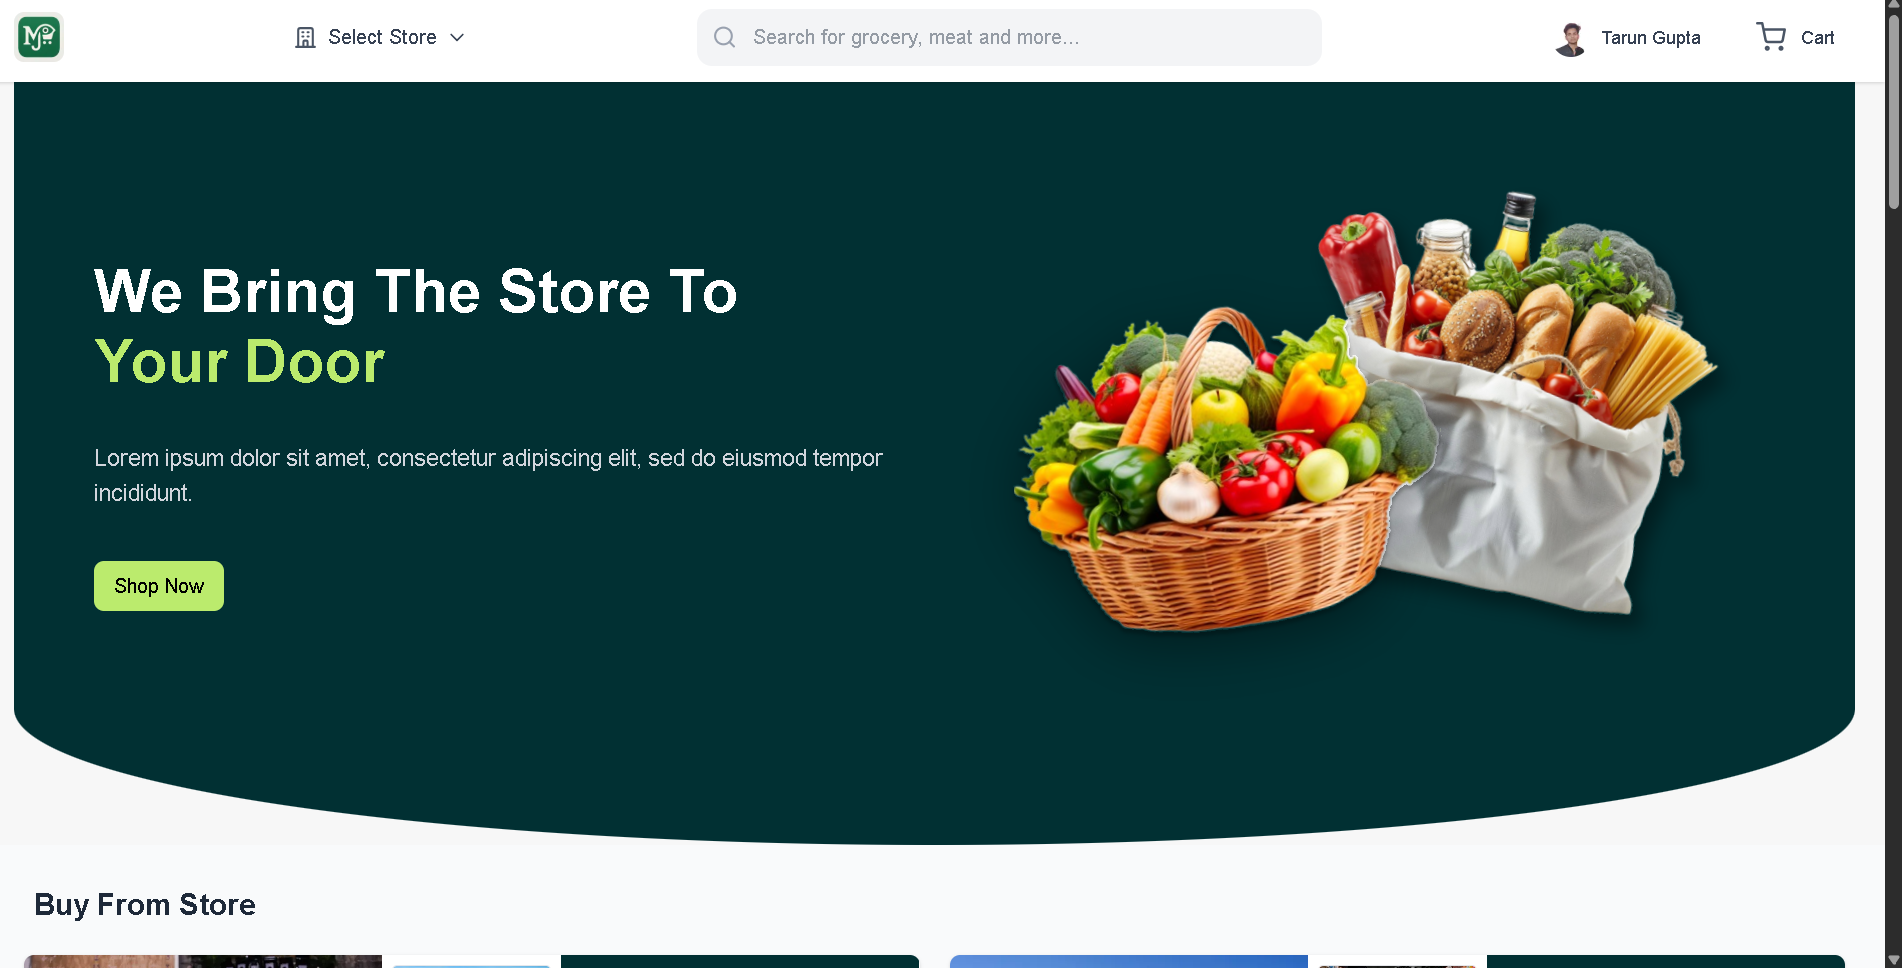 MJ
Select Store
Search for grocery, meat and more...
Tarun Gupta
Cart
We Bring The Store To
Your Door
Lorem ipsum dolor sit amet, consectetur adipiscing elit, sed do eiusmod tempor
incididunt.
Shop Now
Buy From Store